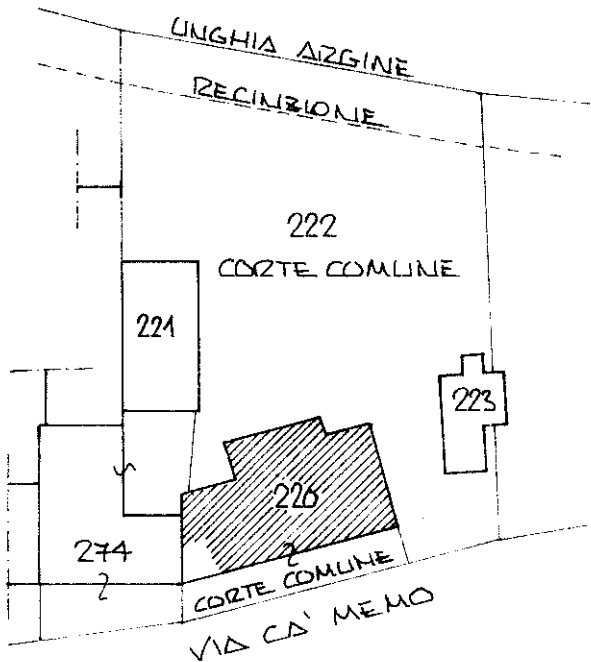 UNGHIA ARGINE
RECINZIONE
222
CORTE COMUNE
221
223
226
274
CORTE COMUNE
VIA CA' MEMO